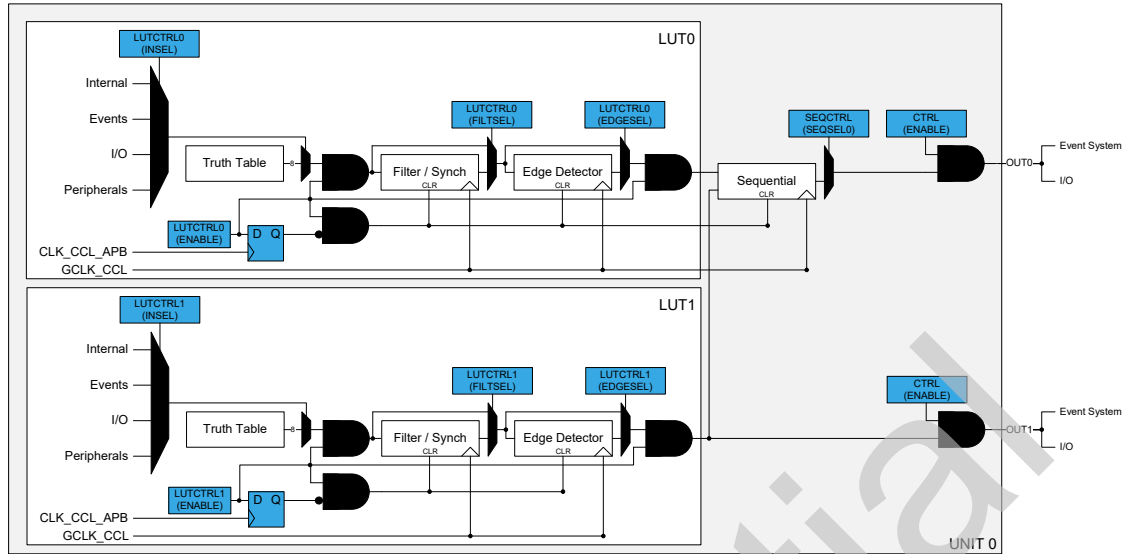 LUT0
LUTCTRL0
(INSEL)
Internal
Events
I/O
Peripherals
Truth Table
8
LUTCTRL0
(FILTSEL)
LUTCTRL0
(EDGESEL)
Filter / Synch
CLR
Edge Detector
CLR
LUTCTRL0
(ENABLE)
D Q
CLK_CCL_APB
GCLK_CCL
SEQCTRL
(SEQSEL0)
Sequential
CLR
CTRL
(ENABLE)
OUT0
Event System
I/O
LUT1
LUTCTRL1
(INSEL)
Internal
Events
I/O
Peripherals
Truth Table
8
LUTCTRL1
(FILTSEL)
LUTCTRL1
(EDGESEL)
Filter / Synch
CLR
Edge Detector
CLR
LUTCTRL1
(ENABLE)
D Q
CLK_CCL_APB
GCLK_CCL
CTRL
(ENABLE)
OUT1
Event System
I/O
UNIT 0
tial